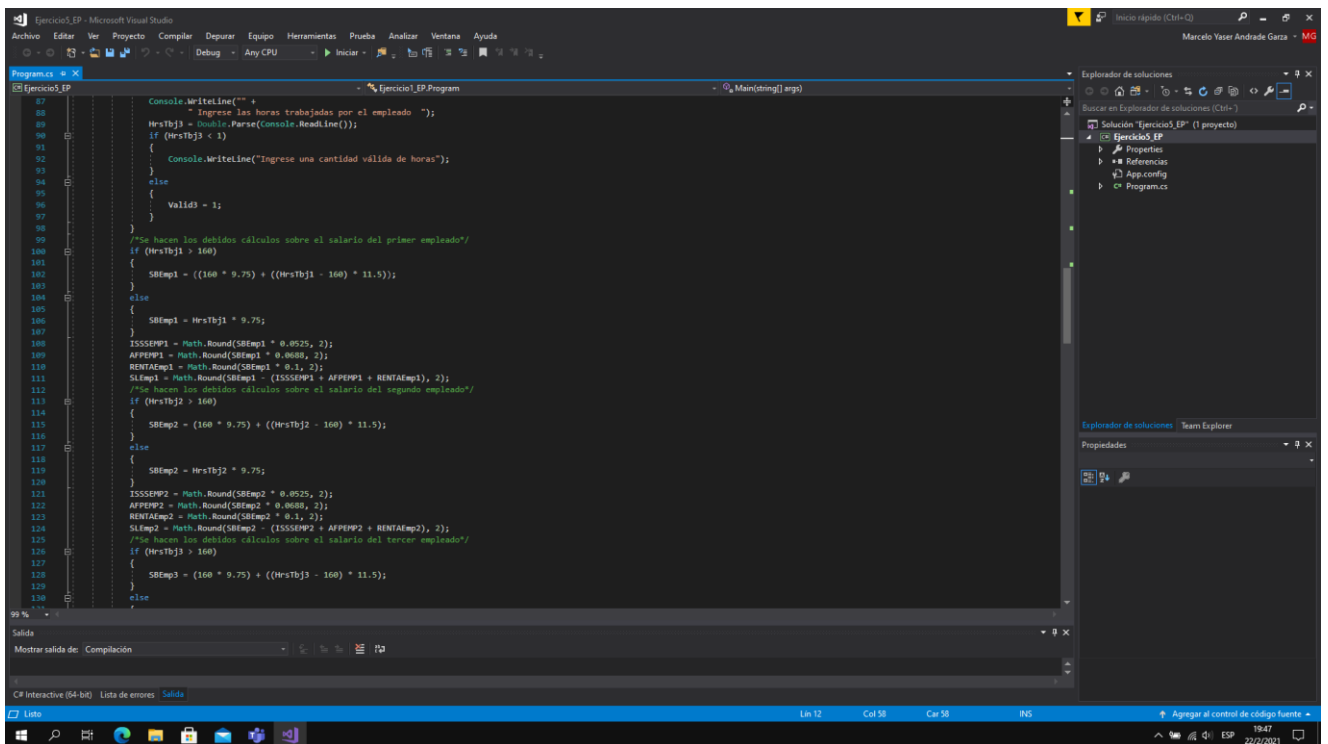 Ejercicio5_EP - Microsoft Visual Studio
Inicio rápido (Ctrl+Q)
Archivo Editar Ver Proyecto Compilar Depurar Equipo Herramientas Prueba Analizar Ventana Ayuda
Marcelo Yaser Andrade Garza MG
Debug Any CPU Iniciar
Program.cs
Ejercicio5_EP Ejercicio1_EP.Program Main(string[] args)
87 Console.WriteLine("" +
88 " Ingrese las horas trabajadas por el empleado ");
89 HrsTbj3 = Double.Parse(Console.ReadLine());
90 if (HrsTbj3 < 1)
91 {
92 Console.WriteLine("Ingrese una cantidad válida de horas");
93 }
94 else
95 {
96 Valid3 = 1;
97 }
98 }
99 /*Se hacen los debidos cálculos sobre el salario del primer empleado*/
100 if (HrsTbj1 > 160)
101 {
102 SBEmp1 = ((160 * 9.75) + ((HrsTbj1 - 160) * 11.5));
103 }
104 else
105 {
106 SBEmp1 = HrsTbj1 * 9.75;
107 }
108 ISSSEMP1 = Math.Round(SBEmp1 * 0.0525, 2);
109 AFPEMP1 = Math.Round(SBEmp1 * 0.0688, 2);
110 RENTAEmp1 = Math.Round(SBEmp1 * 0.1, 2);
111 SLEmp1 = Math.Round(SBEmp1 - (ISSSEMP1 + AFPEMP1 + RENTAEmp1), 2);
112 /*Se hacen los debidos cálculos sobre el salario del segundo empleado*/
113 if (HrsTbj2 > 160)
114 {
115 SBEmp2 = (160 * 9.75) + ((HrsTbj2 - 160) * 11.5);
116 }
117 else
118 {
119 SBEmp2 = HrsTbj2 * 9.75;
120 }
121 ISSSEMP2 = Math.Round(SBEmp2 * 0.0525, 2);
122 AFPEMP2 = Math.Round(SBEmp2 * 0.0688, 2);
123 RENTAEmp2 = Math.Round(SBEmp2 * 0.1, 2);
124 SLEmp2 = Math.Round(SBEmp2 - (ISSSEMP2 + AFPEMP2 + RENTAEmp2), 2);
125 /*Se hacen los debidos cálculos sobre el salario del tercer empleado*/
126 if (HrsTbj3 > 160)
127 {
128 SBEmp3 = (160 * 9.75) + ((HrsTbj3 - 160) * 11.5);
129 }
130 else
99 %
Salida
Mostrar salida de: Compilación
C# Interactive (64-bit) Lista de errores Salida
Explorador de soluciones
Buscar en Explorador de soluciones (Ctrl+´)
Solución "Ejercicio5_EP" (1 proyecto)
Ejercicio5_EP
Properties
Referencias
App.config
Program.cs
Explorador de soluciones Team Explorer
Propiedades
Listo Lín 12 Col 58 Car 58 INS Agregar al control de código fuente
ESP 19:47
22/2/2021